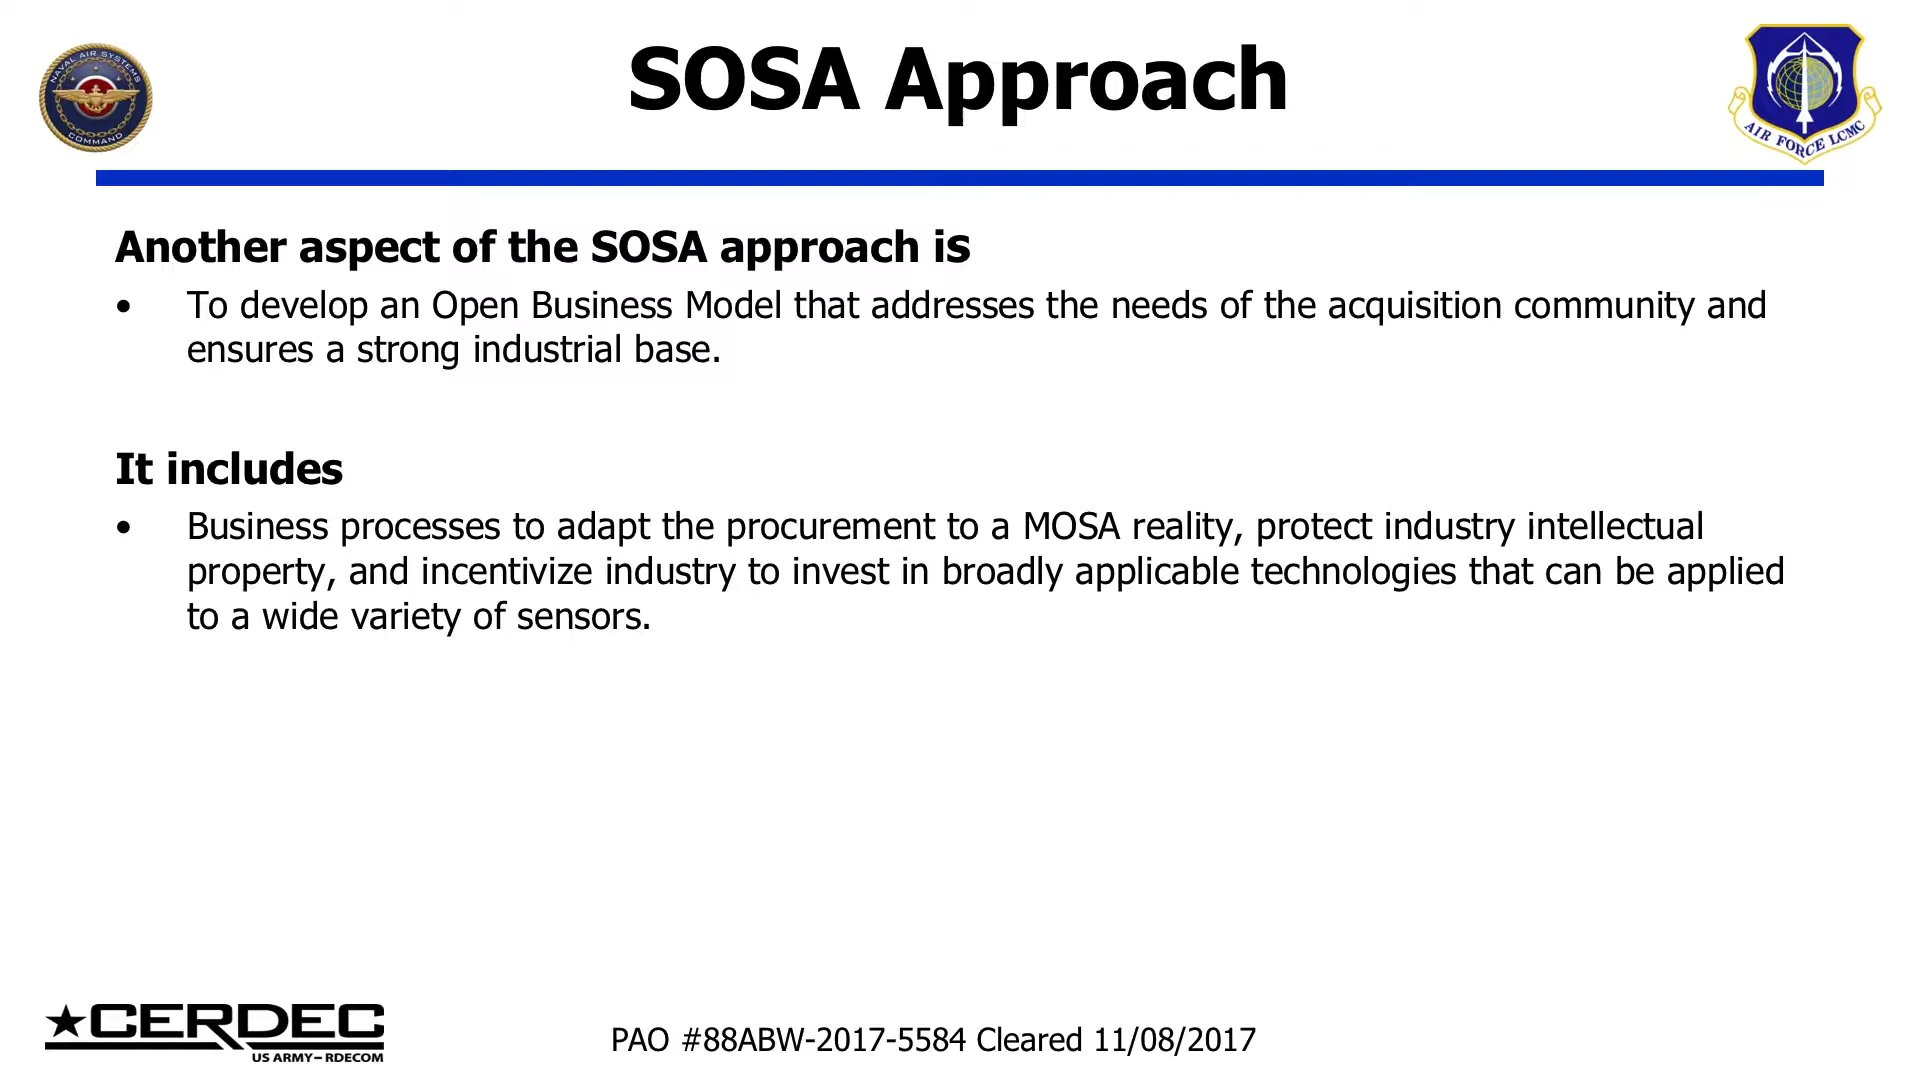 SOSA Approach
NAVAL AIR SYSTEMS
COMMAND
AIR FORCE LCMC
Another aspect of the SOSA approach is
• To develop an Open Business Model that addresses the needs of the acquisition community and
ensures a strong industrial base.
It includes
• Business processes to adapt the procurement to a MOSA reality, protect industry intellectual
property, and incentivize industry to invest in broadly applicable technologies that can be applied
to a wide variety of sensors.
CERDEC
US ARMY–RDECOM
PAO #88ABW-2017-5584 Cleared 11/08/2017